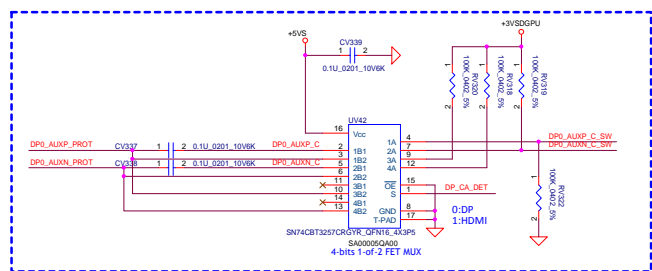 +5VS
+3VSDGPU
CV339
1 2
0.1U_0201_10V6K
1 2
RV320
100K_0402_5%
1 2
RV318
100K_0402_5%
1 2
RV319
100K_0402_5%
UV42
16 Vcc
DP0_AUXP_PROT CV337 1 2 0.1U_0201_10V6K DP0_AUXP_C 2 1B1 1A 4 DP0_AUXP_C_SW
3 1B2 2A 7 DP0_AUXN_C_SW
DP0_AUXN_PROT CV338 1 2 0.1U_0201_10V6K DP0_AUXN_C 5 2B1 3A 9
6 2B2 4A 12
11 3B1 OE 15
10 3B2 S 1 DP_CA_DET
14 4B1 GND 8 0:DP
13 4B2 T-PAD 17 1:HDMI
1 2
RV322
100K_0402_5%
SN74CBT3257CRGYR_QFN16_4X3P5
SA00005QA00
4-bits 1-of-2 FET MUX